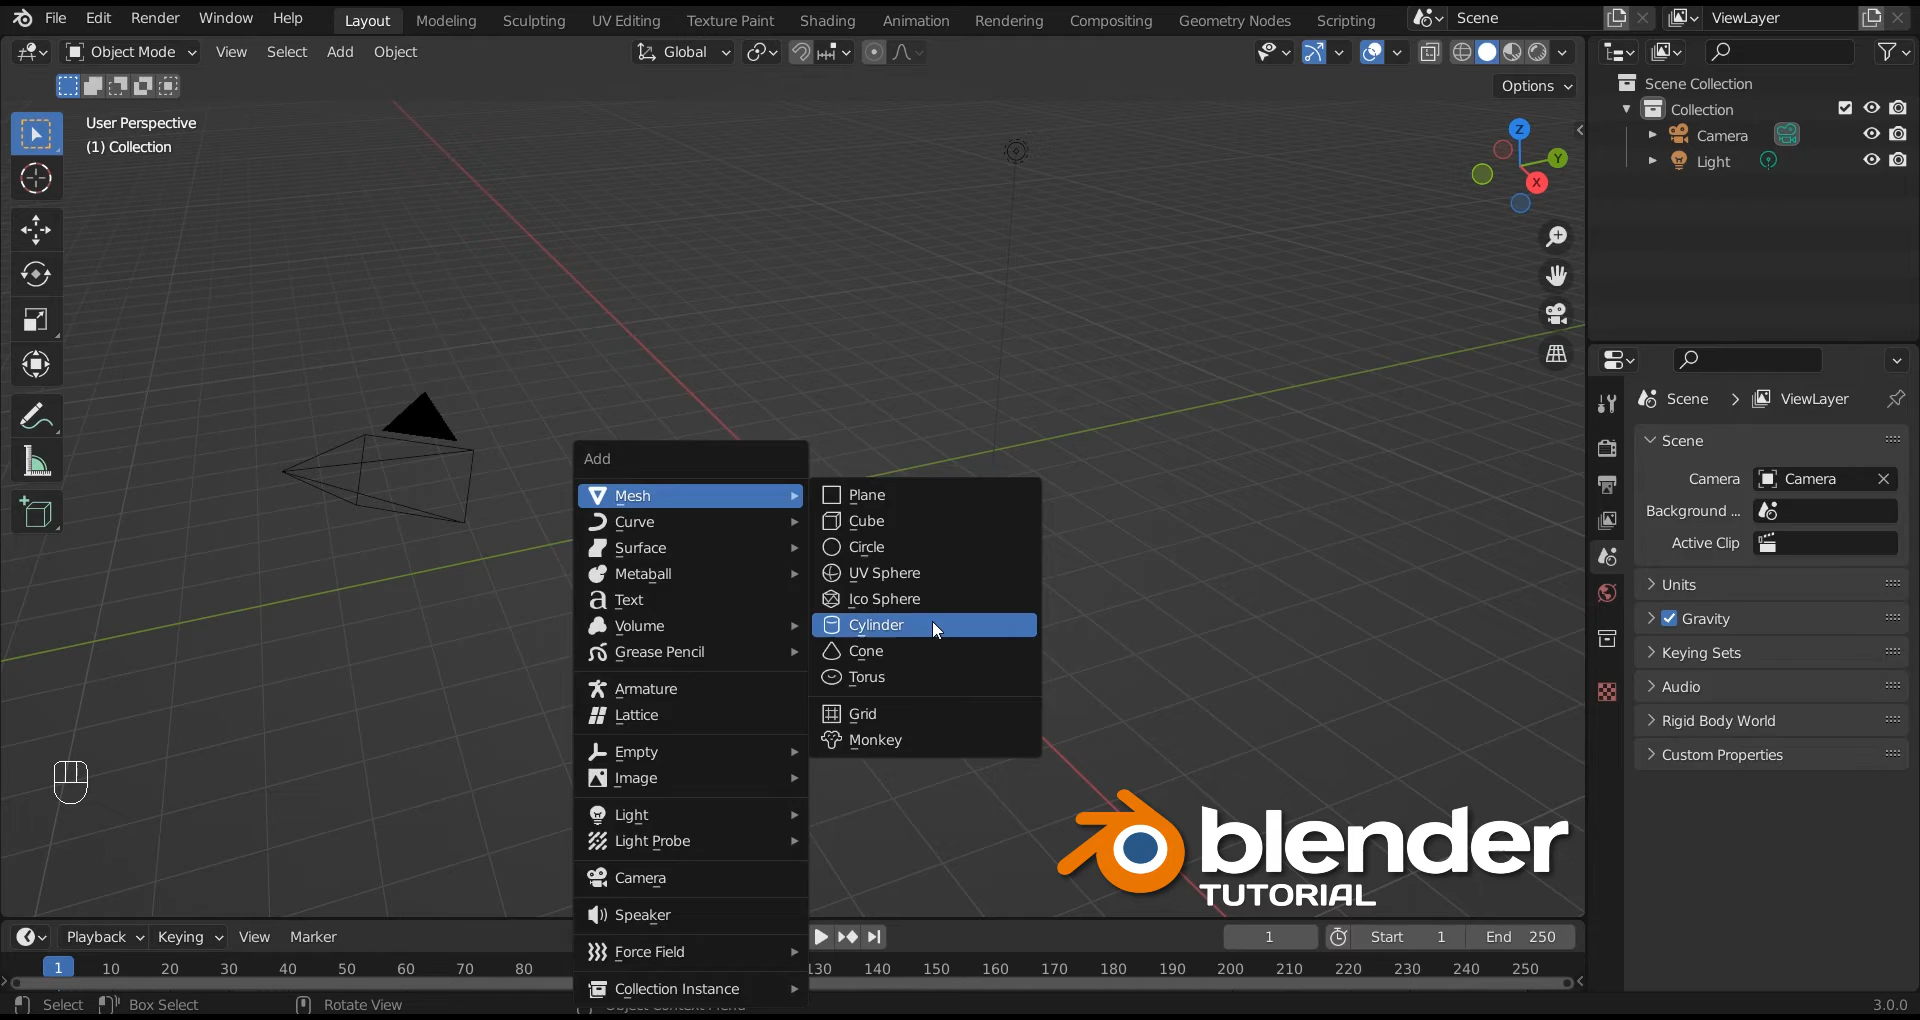 File Edit Render Window Help Layout Modeling Sculpting UV Editing Texture Paint Shading Animation Rendering Compositing Geometry Nodes Scripting Scene ViewLayer
Object Mode View Select Add Object Global
Options
User Perspective
(1) Collection
Z
Y
X
Scene Collection
Collection
Camera
Light
Scene ViewLayer
Scene
Camera Camera
Background ...
Active Clip
Units
Gravity
Keying Sets
Audio
Rigid Body World
Custom Properties
Add
Mesh
Curve
Surface
Metaball
Text
Volume
Grease Pencil
Armature
Lattice
Empty
Image
Light
Light Probe
Camera
Speaker
Force Field
Collection Instance
Plane
Cube
Circle
UV Sphere
Ico Sphere
Cylinder
Cone
Torus
Grid
Monkey
blender
TUTORIAL
Playback Keying View Marker 1 Start 1 End 250
1 10 20 30 40 50 60 70 80 130 140 150 160 170 180 190 200 210 220 230 240 250
Select Box Select Rotate View 3.0.0